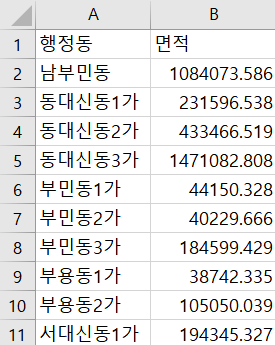 A B
1 행정동 면적
2 남부민동 1084073.586
3 동대신동1가 231596.538
4 동대신동2가 433466.519
5 동대신동3가 1471082.808
6 부민동1가 44150.328
7 부민동2가 40229.666
8 부민동3가 184599.429
9 부용동1가 38742.335
10 부용동2가 105050.039
11 서대신동1가 194345.327